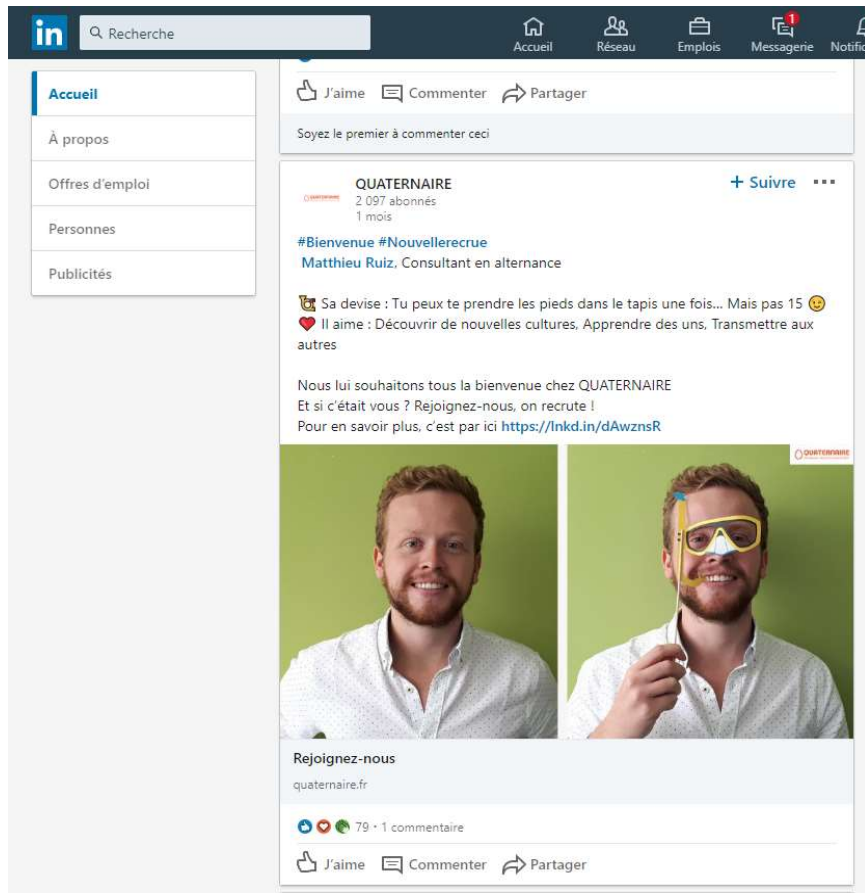 in
Recherche
Accueil
Réseau
Emplois
Messagerie
1
Notific
Accueil
À propos
Offres d'emploi
Personnes
Publicités
J'aime Commenter Partager
Soyez le premier à commenter ceci
QUATERNAIRE
QUATERNAIRE
2 097 abonnés
1 mois
+ Suivre
#Bienvenue #Nouvellerecrue
Matthieu Ruiz, Consultant en alternance
Sa devise : Tu peux te prendre les pieds dans le tapis une fois... Mais pas 15
Il aime : Découvrir de nouvelles cultures, Apprendre des uns, Transmettre aux
autres
Nous lui souhaitons tous la bienvenue chez QUATERNAIRE
Et si c'était vous ? Rejoignez-nous, on recrute !
Pour en savoir plus, c'est par ici https://lnkd.in/dAwznsR
QUATERNAIRE
Rejoignez-nous
quaternaire.fr
79 • 1 commentaire
J'aime Commenter Partager